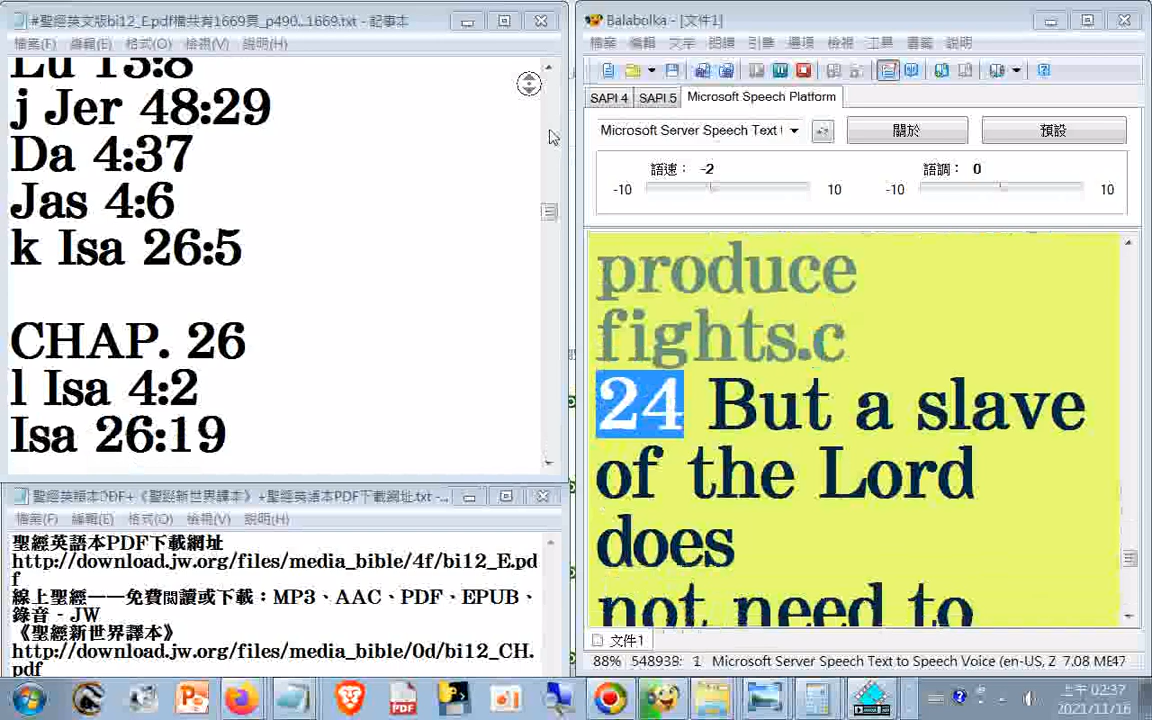 #聖經英文版bi12_E.pdf檔共有1669頁_p490...1669.txt - 記事本
檔案(F) 編輯(E) 格式(O) 檢視(V) 說明(H)
Lu 13:8
j Jer 48:29
Da 4:37
Jas 4:6
k Isa 26:5
CHAP. 26
l Isa 4:2
Isa 26:19
聖經英語本PDF+《聖經新世界譯本》+聖經英語本PDF下載網址.txt - ...
檔案(F) 編輯(E) 格式(O) 檢視(V) 說明(H)
聖經英語本PDF下載網址
http://download.jw.org/files/media_bible/4f/bi12_E.pd
f
線上聖經——免費閱讀或下載：MP3、AAC、PDF、EPUB、
錄音 - JW
《聖經新世界譯本》
http://download.jw.org/files/media_bible/0d/bi12_CH.
pdf
Balabolka - [文件1]
檔案 編輯 文字 朗讀 引擎 選項 檢視 工具 書籤 說明
SAPI 4 SAPI 5 Microsoft Speech Platform
Microsoft Server Speech Text 關於 預設
語速： -2 語調： 0
-10 10 -10 10
produce
fights.c
24 But a slave
of the Lord
does
not need to
文件1
88% 54893 1 Microsoft Server Speech Text to Speech Voice (en-US, Z 7.08 ME47
上午 02:37
2021/11/16